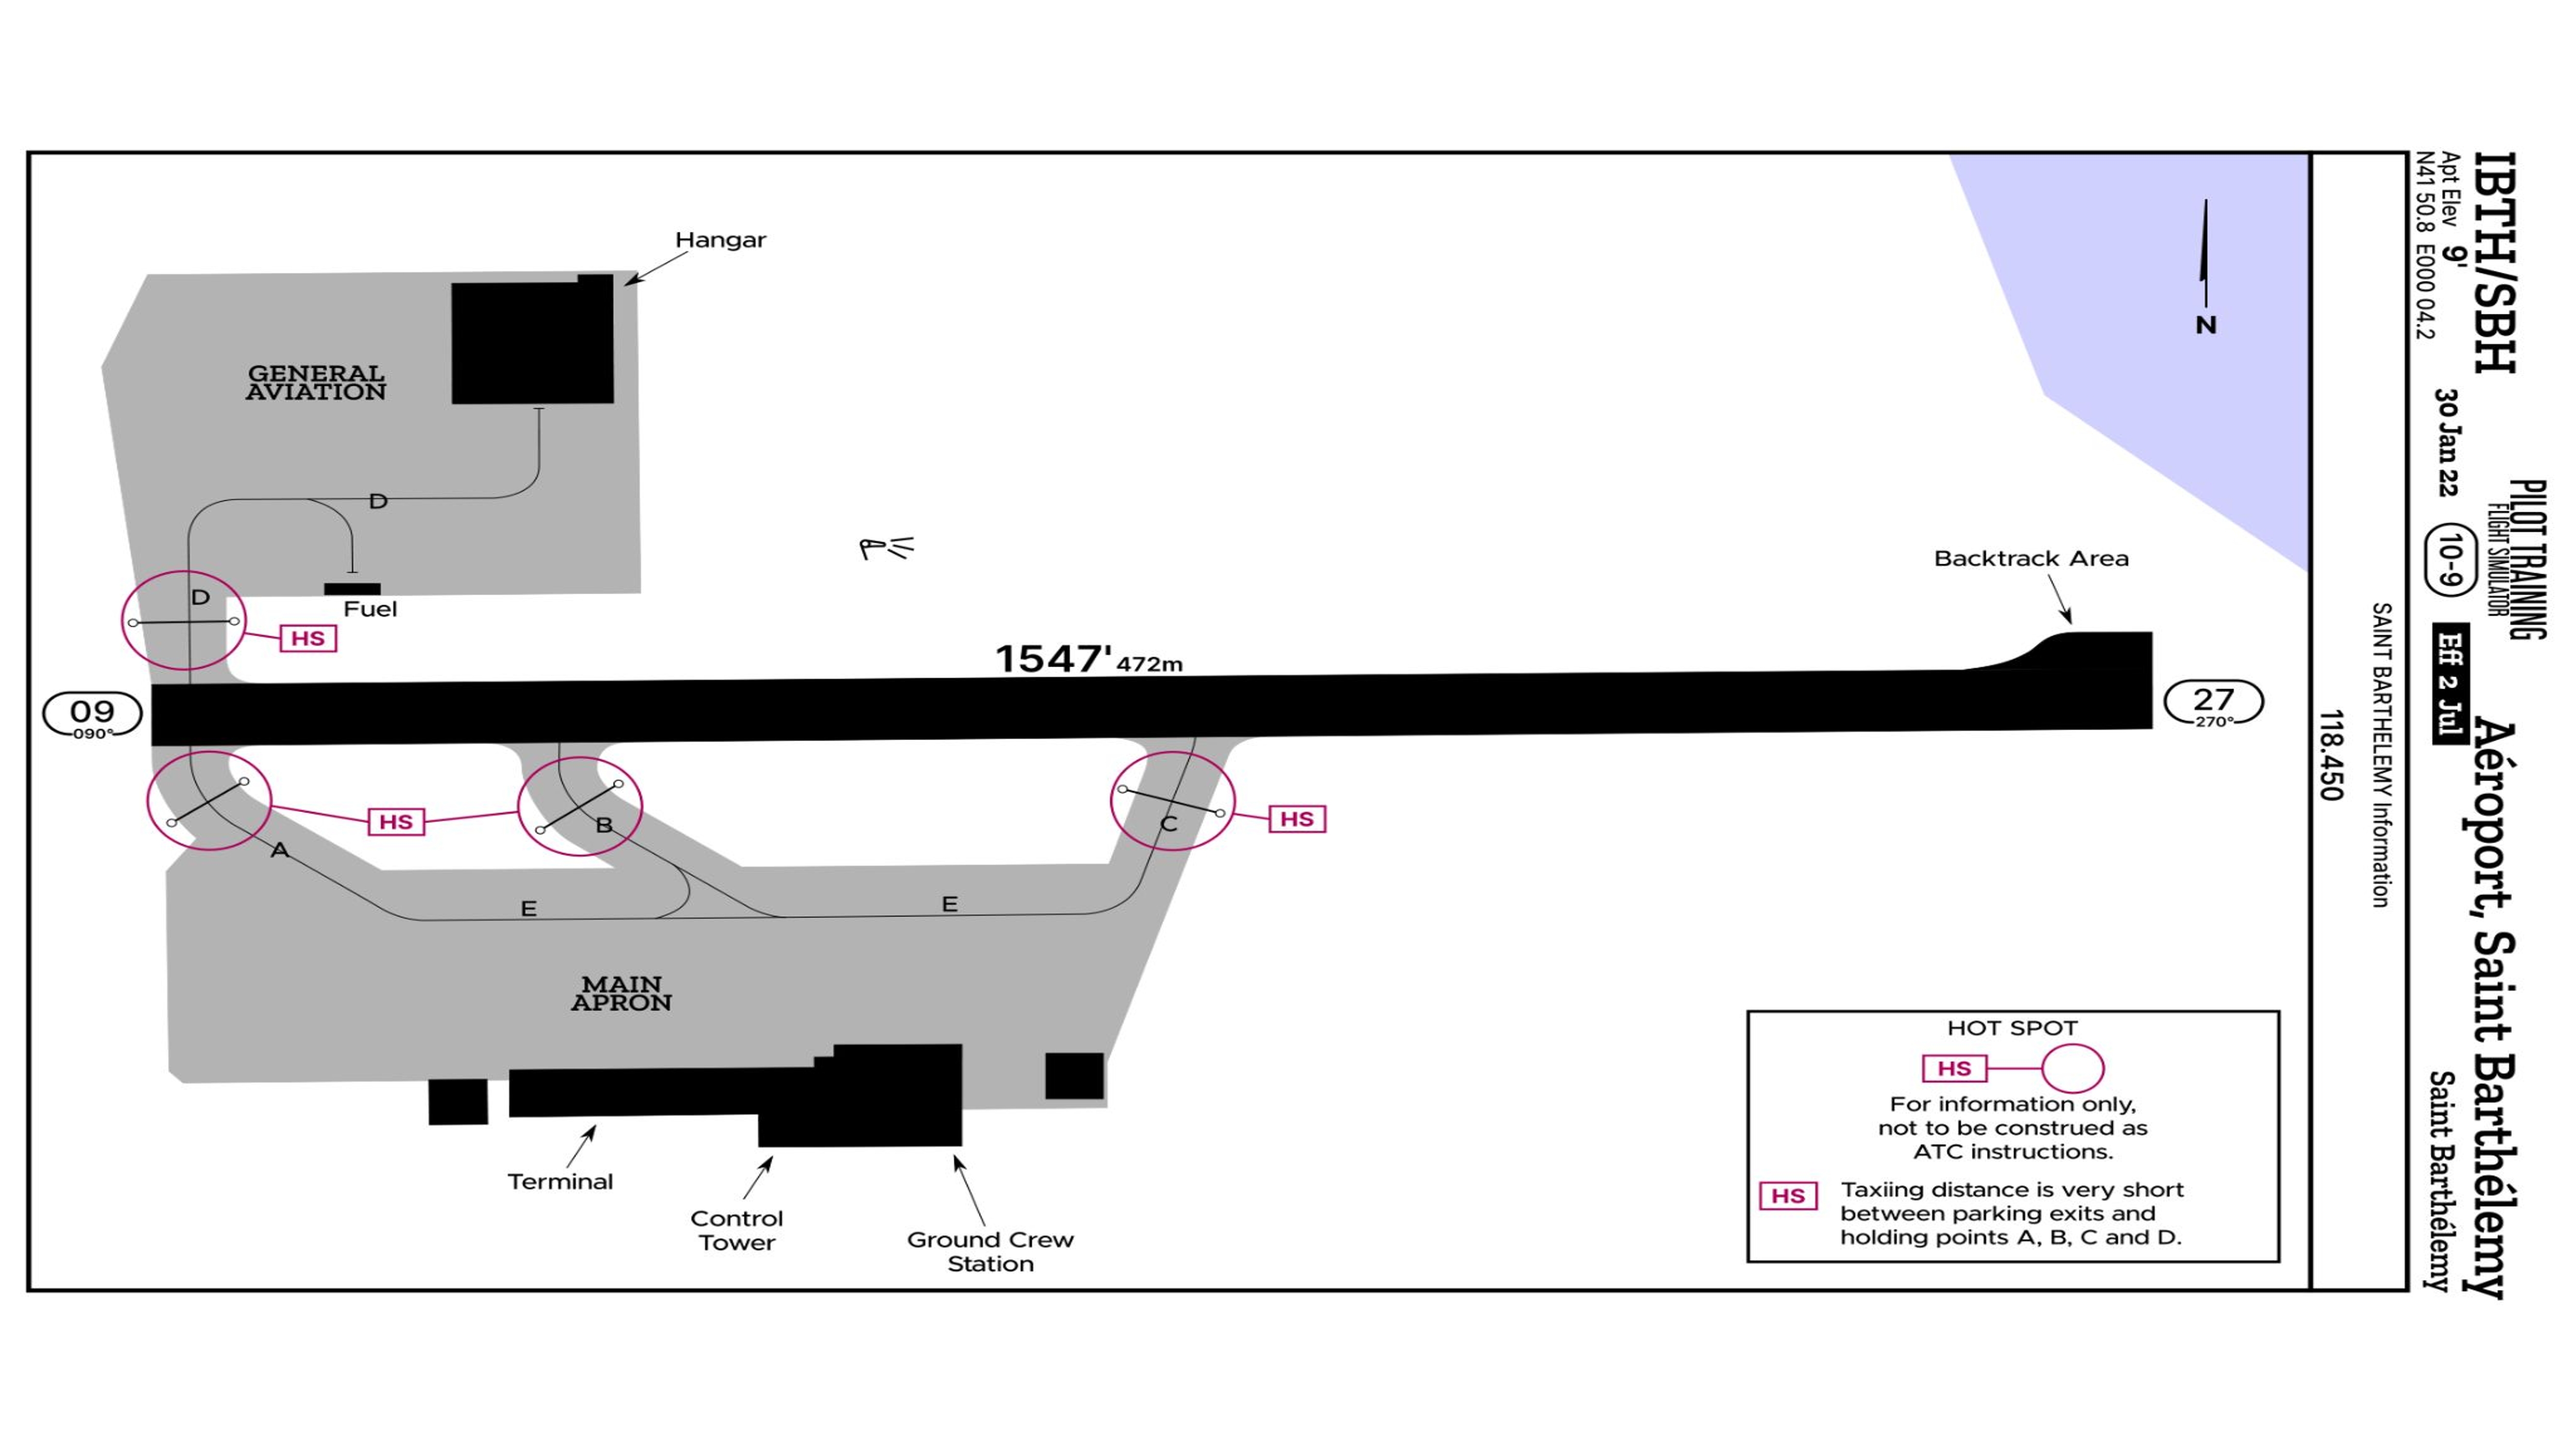 IBTH/SBH
Apt Elev 9'
N41 50.8 E000 04.2
30 Jan 22
10-9
Eff 2 Jul
PILOT TRAINING
FLIGHT SIMULATOR
Aéroport, Saint Barthélemy
Saint Barthélemy
SAINT BARTHELEMY Information
118.450
N
Hangar
GENERAL
AVIATION
D
D
Fuel
HS
Backtrack Area
1547' 472m
09
090°
27
270°
HS
HS
A
B
C
E
E
MAIN
APRON
Terminal
Control
Tower
Ground Crew
Station
HOT SPOT
HS
For information only,
not to be construed as
ATC instructions.
HS
Taxiing distance is very short
between parking exits and
holding points A, B, C and D.